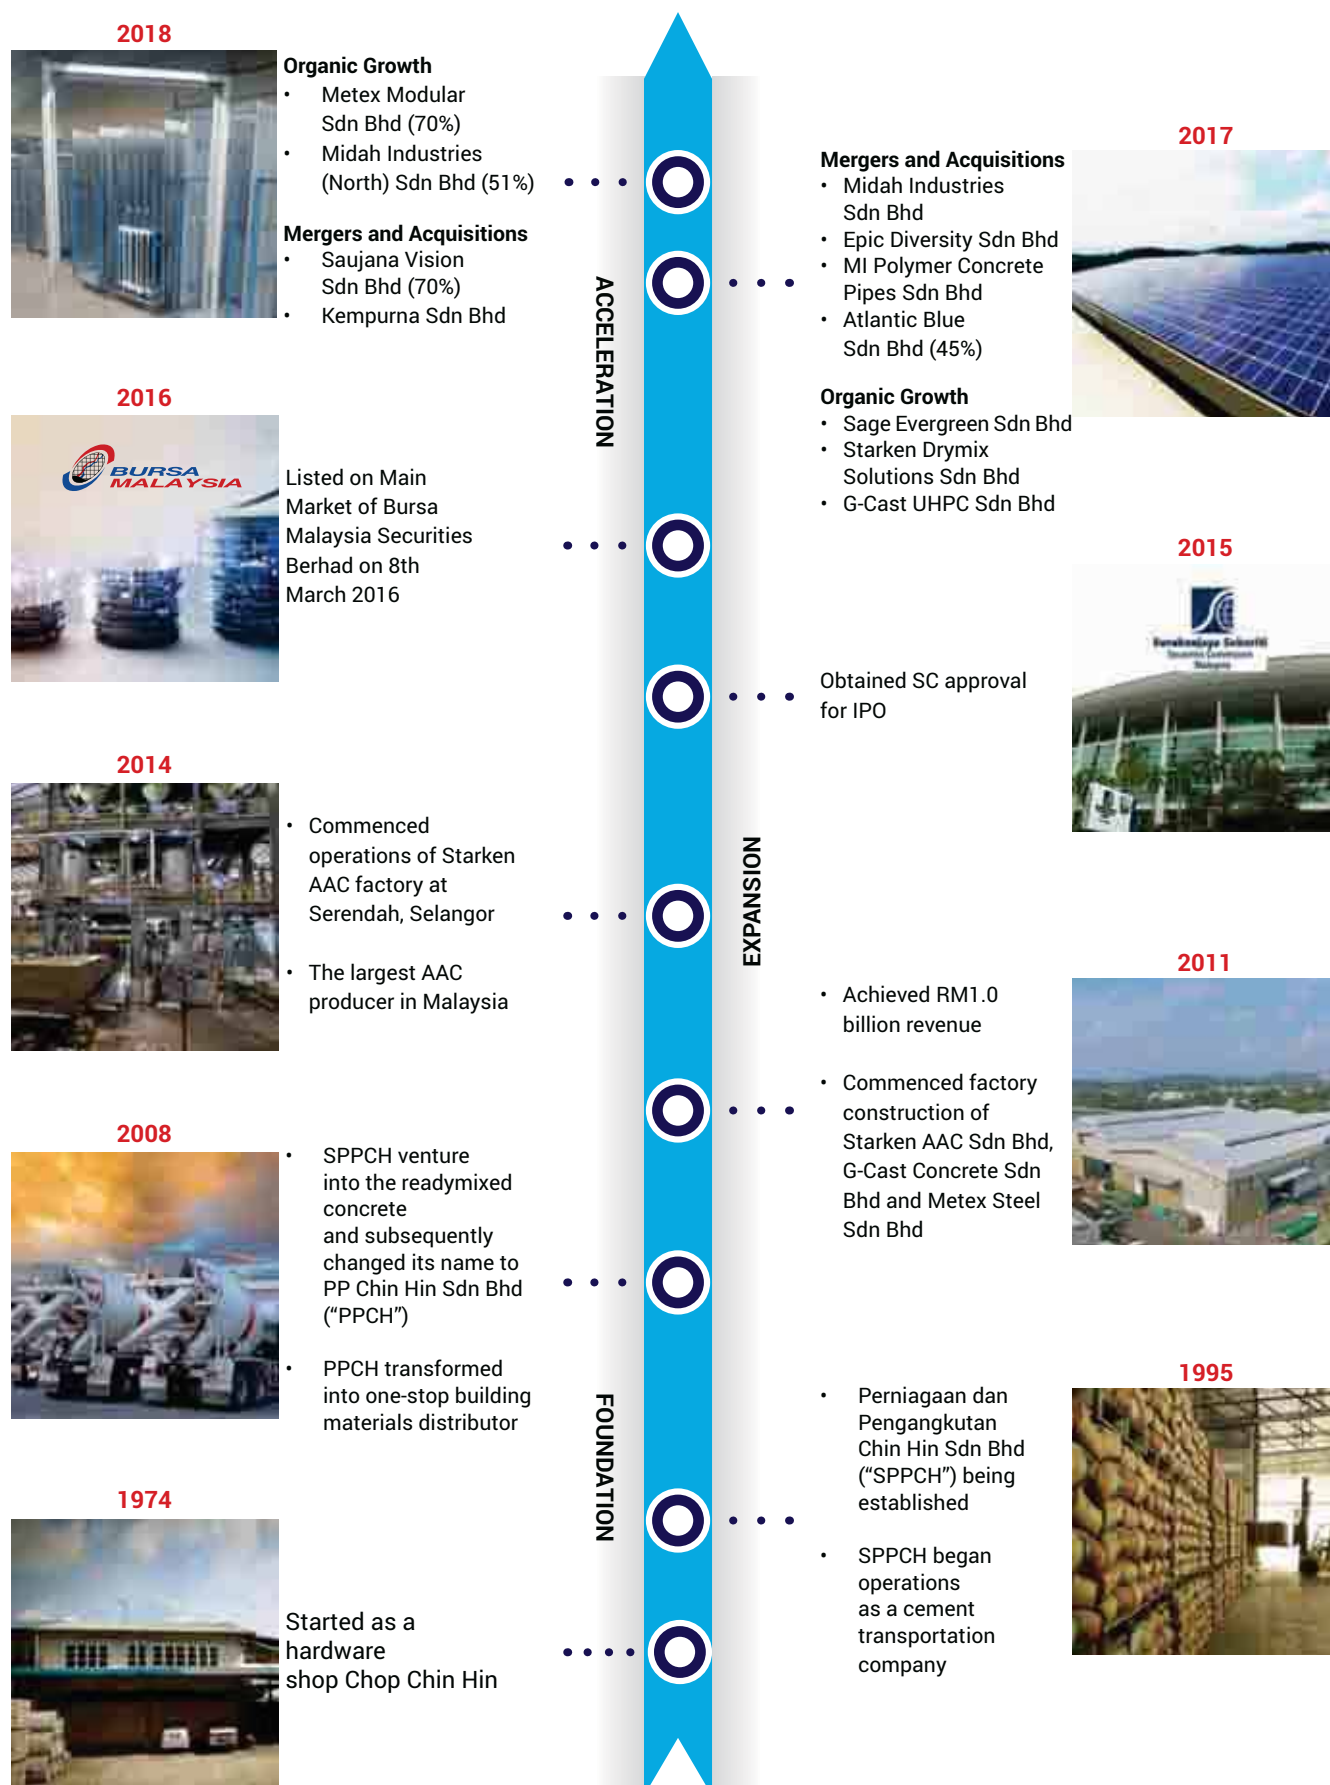 2018
Organic Growth
• Metex Modular
Sdn Bhd (70%)
• Midah Industries
(North) Sdn Bhd (51%)
Mergers and Acquisitions
• Saujana Vision
Sdn Bhd (70%)
• Kempurna Sdn Bhd
2017
Mergers and Acquisitions
• Midah Industries
Sdn Bhd
• Epic Diversity Sdn Bhd
• MI Polymer Concrete
Pipes Sdn Bhd
• Atlantic Blue
Sdn Bhd (45%)
Organic Growth
• Sage Evergreen Sdn Bhd
• Starken Drymix
Solutions Sdn Bhd
• G-Cast UHPC Sdn Bhd
ACCELERATION
2016
BURSA
MALAYSIA
Listed on Main
Market of Bursa
Malaysia Securities
Berhad on 8th
March 2016
2015
Suruhanjaya Sekuriti
Securities Commission
Malaysia
Obtained SC approval
for IPO
2014
• Commenced
operations of Starken
AAC factory at
Serendah, Selangor
• The largest AAC
producer in Malaysia
EXPANSION
2011
• Achieved RM1.0
billion revenue
• Commenced factory
construction of
Starken AAC Sdn Bhd,
G-Cast Concrete Sdn
Bhd and Metex Steel
Sdn Bhd
2008
• SPPCH venture
into the readymixed
concrete
and subsequently
changed its name to
PP Chin Hin Sdn Bhd
(“PPCH”)
• PPCH transformed
into one-stop building
materials distributor
FOUNDATION
1995
• Perniagaan dan
Pengangkutan
Chin Hin Sdn Bhd
(“SPPCH”) being
established
• SPPCH began
operations
as a cement
transportation
company
1974
Started as a
hardware
shop Chop Chin Hin